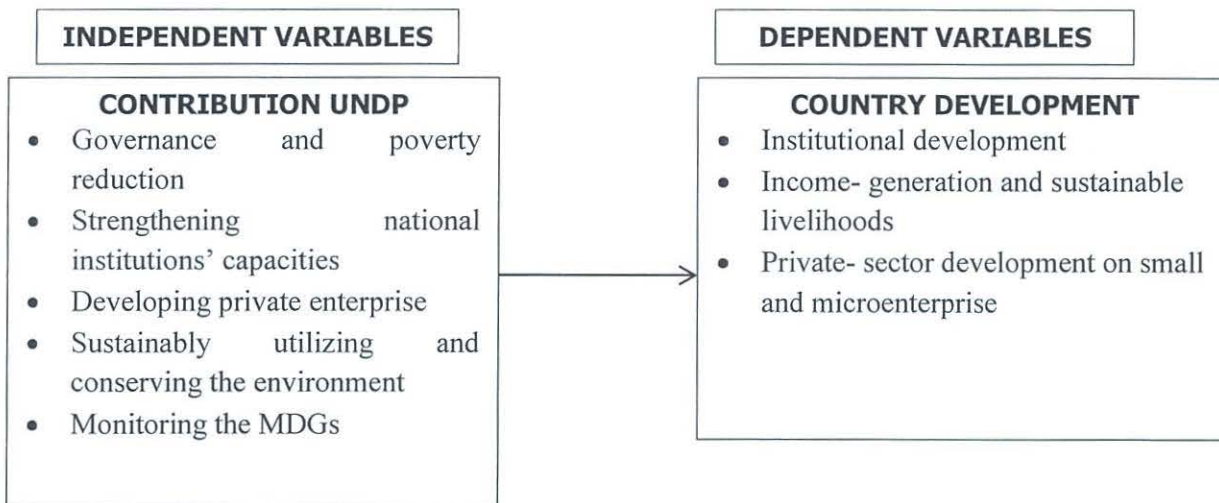 INDEPENDENT VARIABLES
CONTRIBUTION UNDP
• Governance and poverty
reduction
• Strengthening national
institutions’ capacities
• Developing private enterprise
• Sustainably utilizing and
conserving the environment
• Monitoring the MDGs
DEPENDENT VARIABLES
COUNTRY DEVELOPMENT
• Institutional development
• Income- generation and sustainable
livelihoods
• Private- sector development on small
and microenterprise